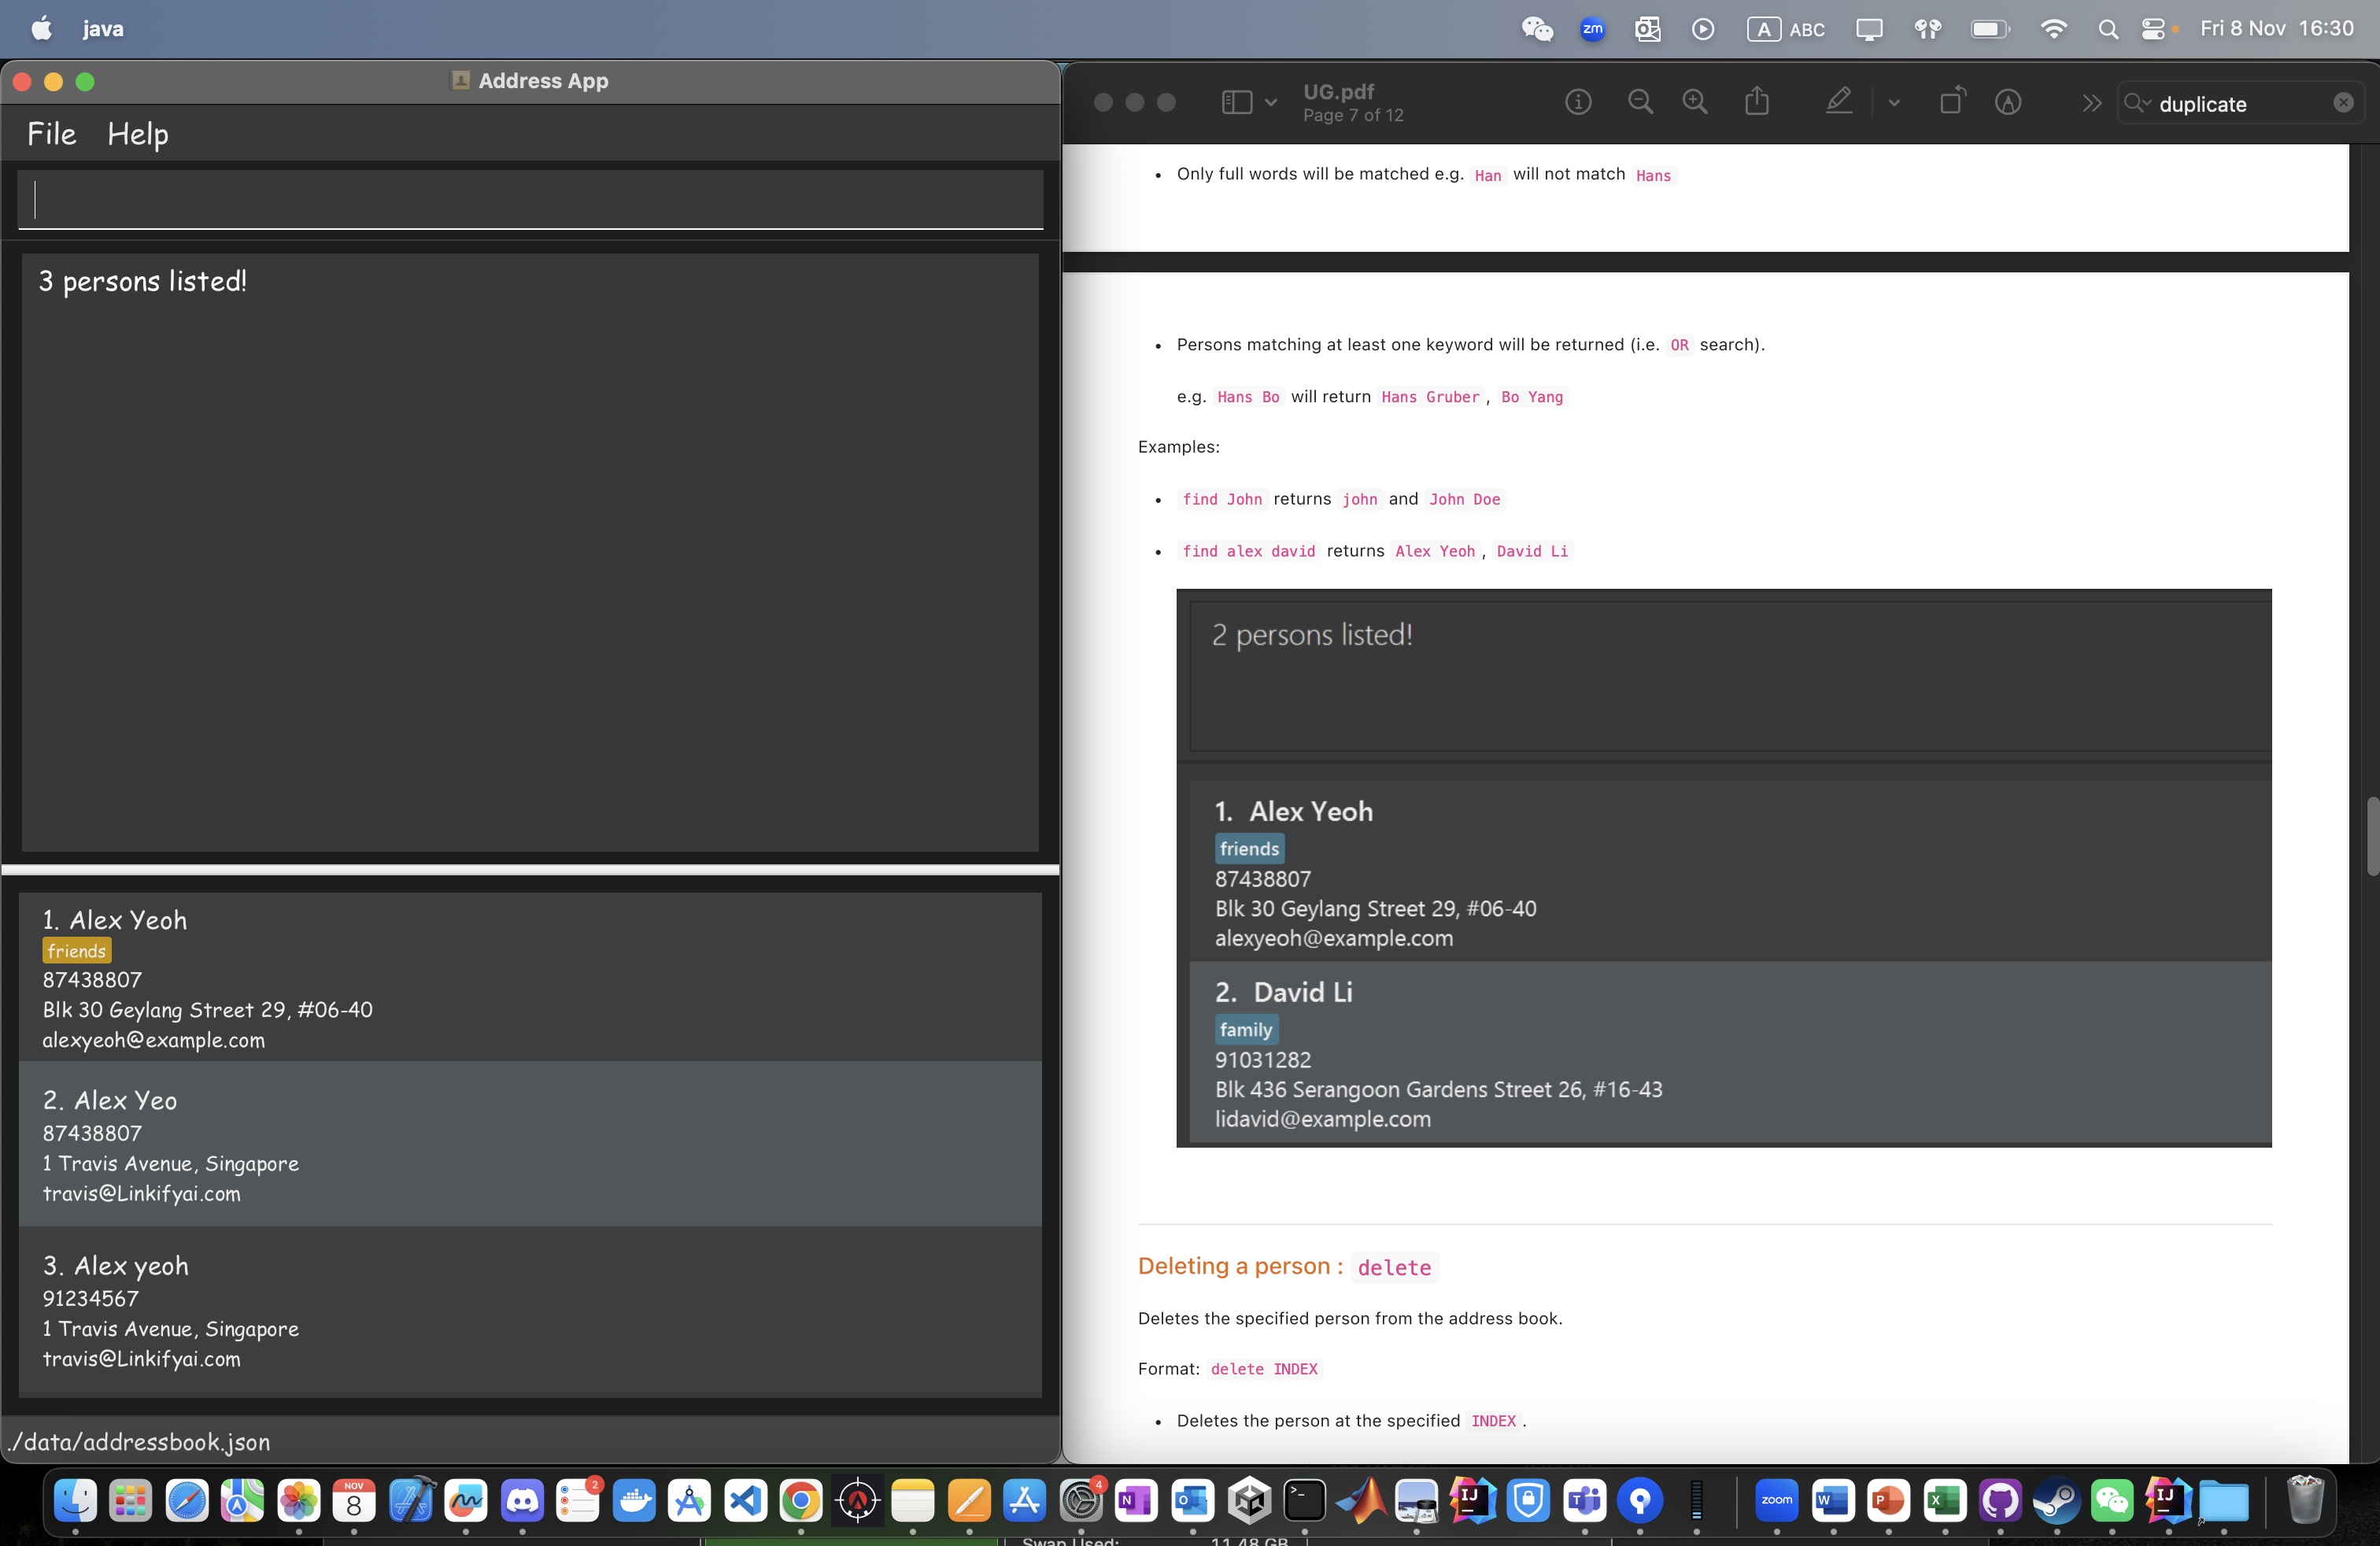 java
ABC
Fri 8 Nov 16:30
Address App
File Help
3 persons listed!
1. Alex Yeoh
friends
87438807
Blk 30 Geylang Street 29, #06-40
alexyeoh@example.com
2. Alex Yeo
87438807
1 Travis Avenue, Singapore
travis@Linkifyai.com
3. Alex yeoh
91234567
1 Travis Avenue, Singapore
travis@Linkifyai.com
./data/addressbook.json
UG.pdf
Page 7 of 12
duplicate
• Only full words will be matched e.g. Han will not match Hans
• Persons matching at least one keyword will be returned (i.e. OR search).
e.g. Hans Bo will return Hans Gruber, Bo Yang
Examples:
• find John returns john and John Doe
• find alex david returns Alex Yeoh, David Li
2 persons listed!
1. Alex Yeoh
friends
87438807
Blk 30 Geylang Street 29, #06-40
alexyeoh@example.com
2. David Li
family
91031282
Blk 436 Serangoon Gardens Street 26, #16-43
lidavid@example.com
Deleting a person : delete
Deletes the specified person from the address book.
Format: delete INDEX
• Deletes the person at the specified INDEX.
NOV
8
2
4
zoom
Swap Used: 11.48 GB